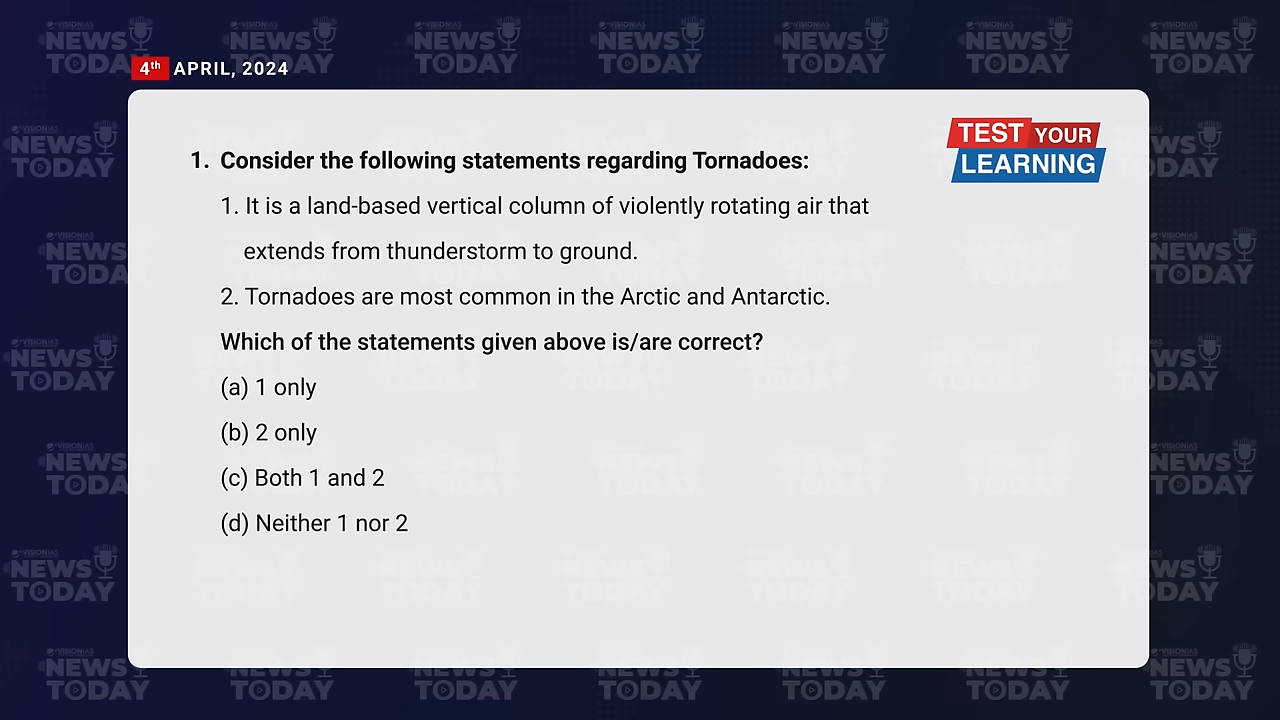 4th APRIL, 2024
TEST YOUR
LEARNING
1. Consider the following statements regarding Tornadoes:
1. It is a land-based vertical column of violently rotating air that
extends from thunderstorm to ground.
2. Tornadoes are most common in the Arctic and Antarctic.
Which of the statements given above is/are correct?
(a) 1 only
(b) 2 only
(c) Both 1 and 2
(d) Neither 1 nor 2
VISIONIAS
NEWS
TODAY